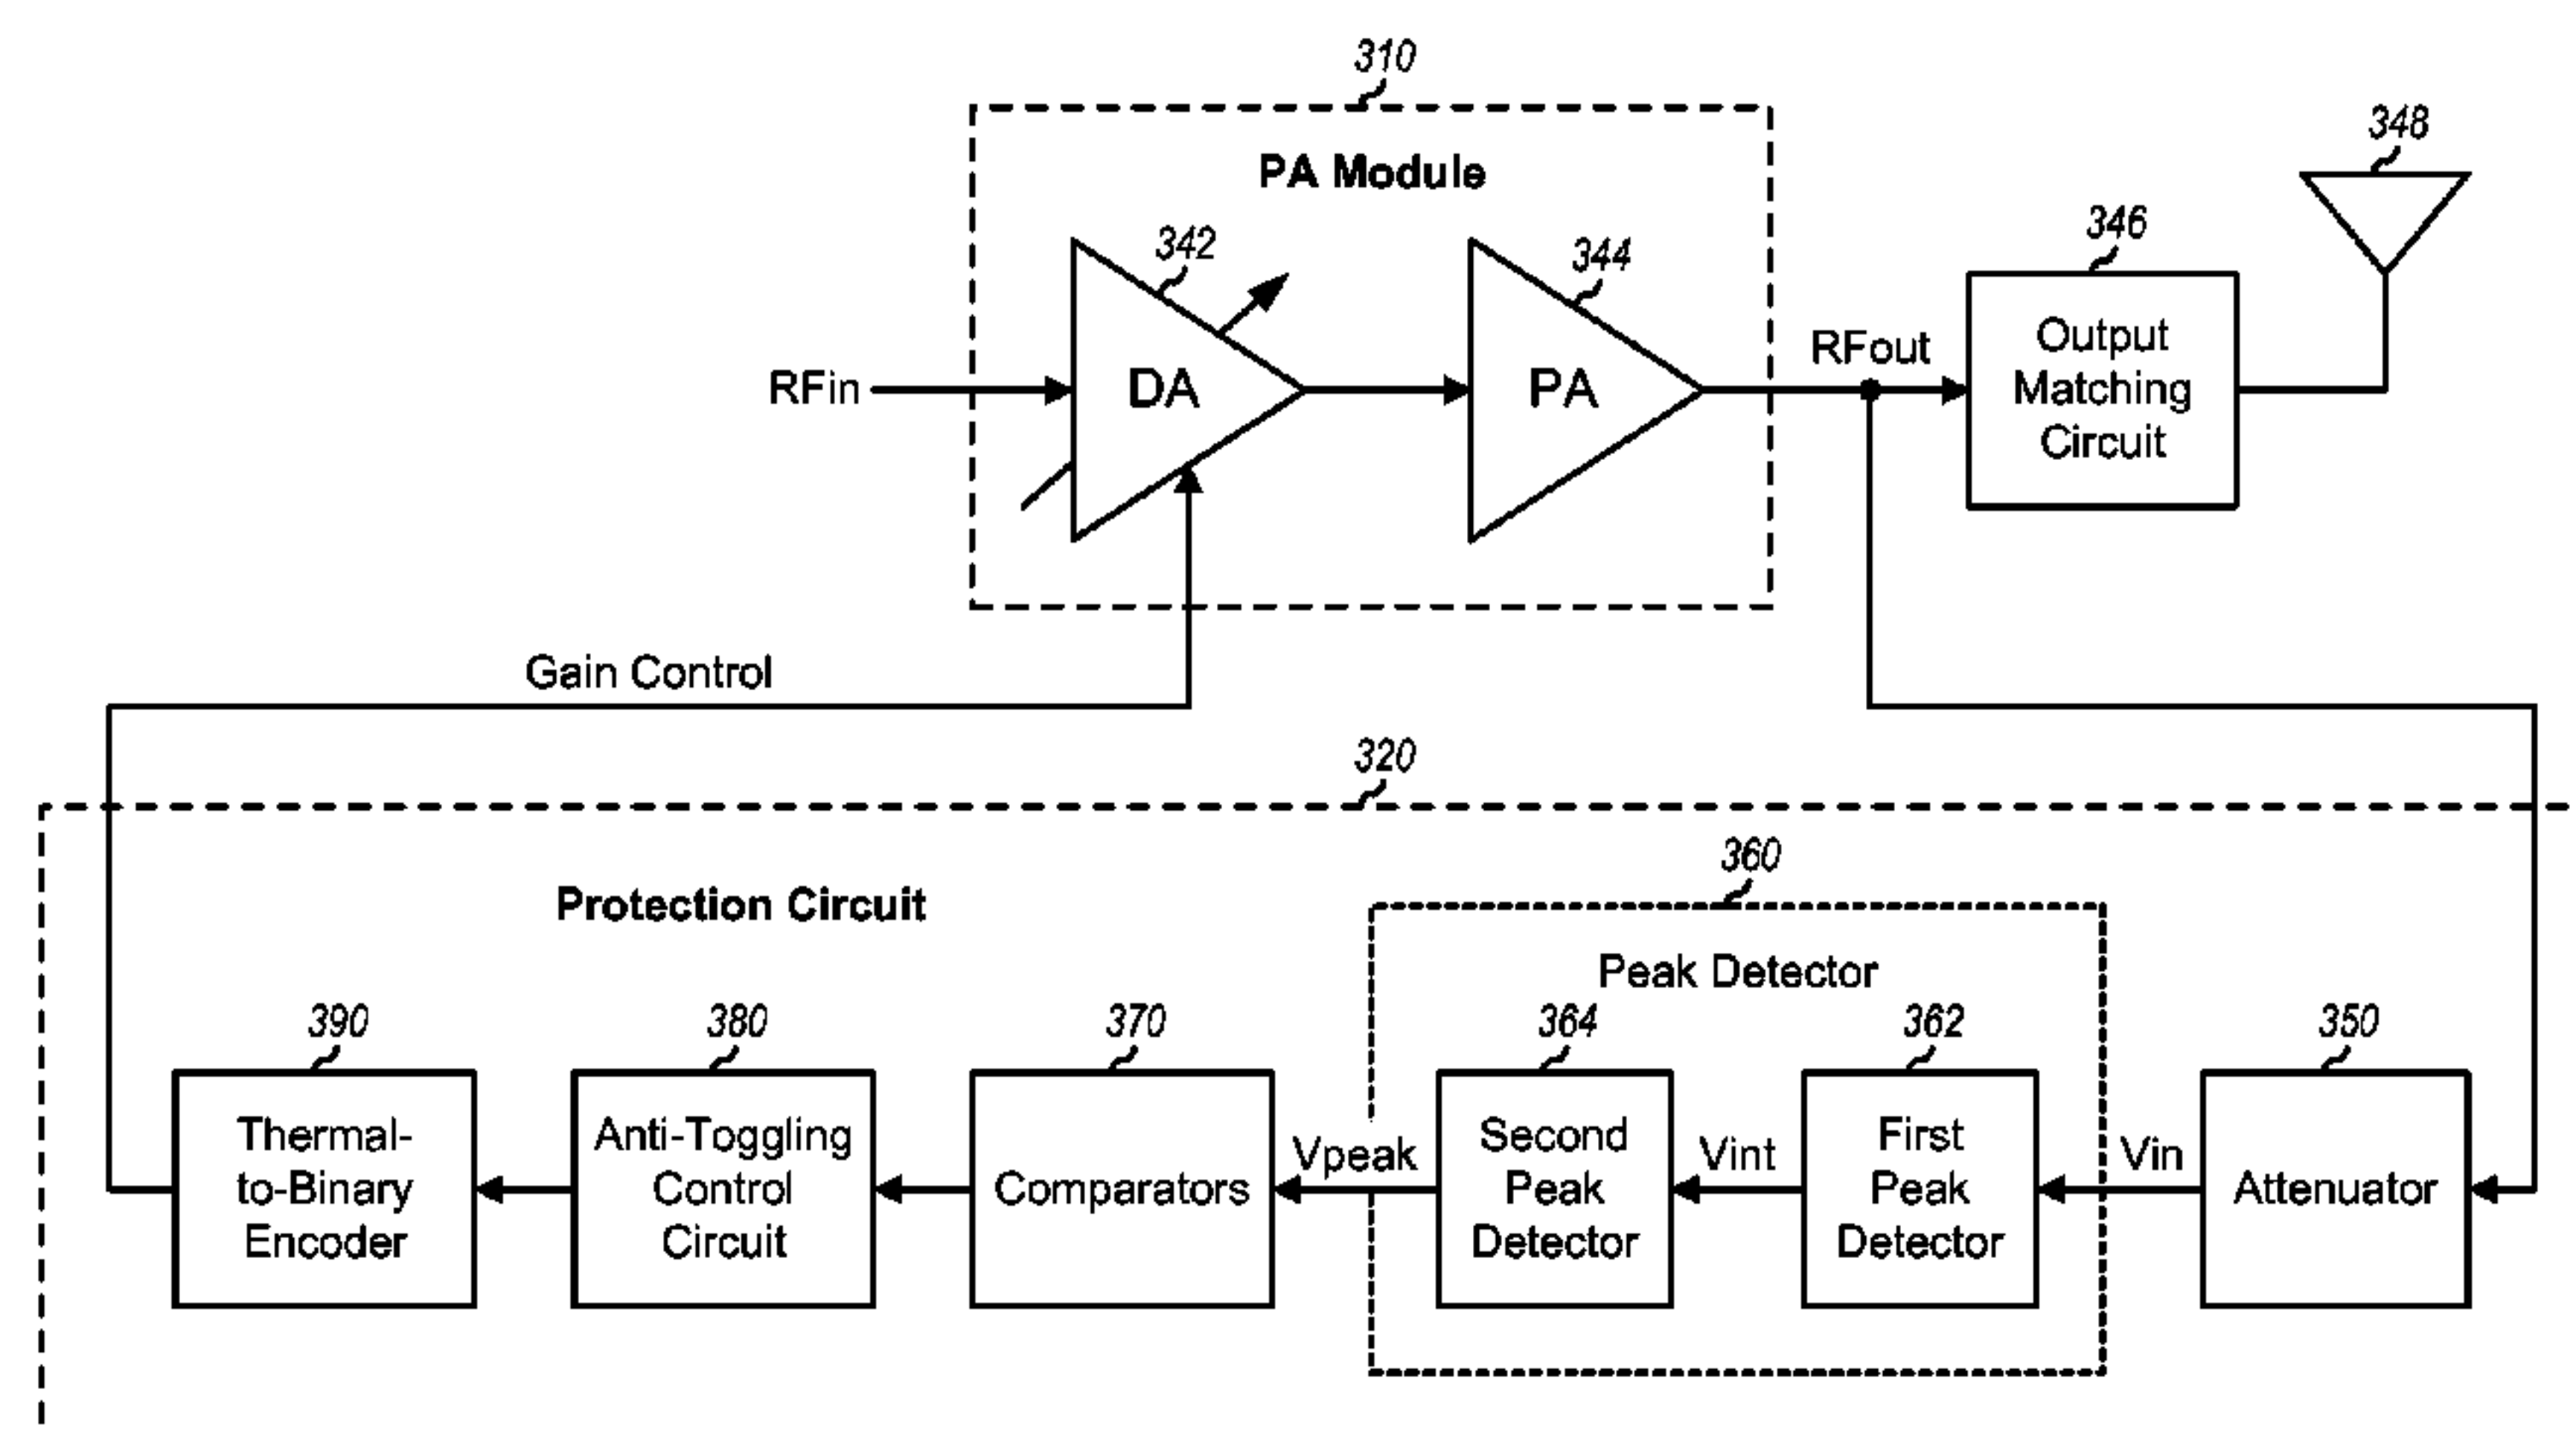 310
PA Module
348
342
344
346
RFin
DA
PA
RFout
Output
Matching
Circuit
Gain Control
320
Protection Circuit
360
Peak Detector
390
380
370
364
362
350
Thermal-
to-Binary
Encoder
Anti-Toggling
Control
Circuit
Comparators
Vpeak
Second
Peak
Detector
Vint
First
Peak
Detector
Vin
Attenuator